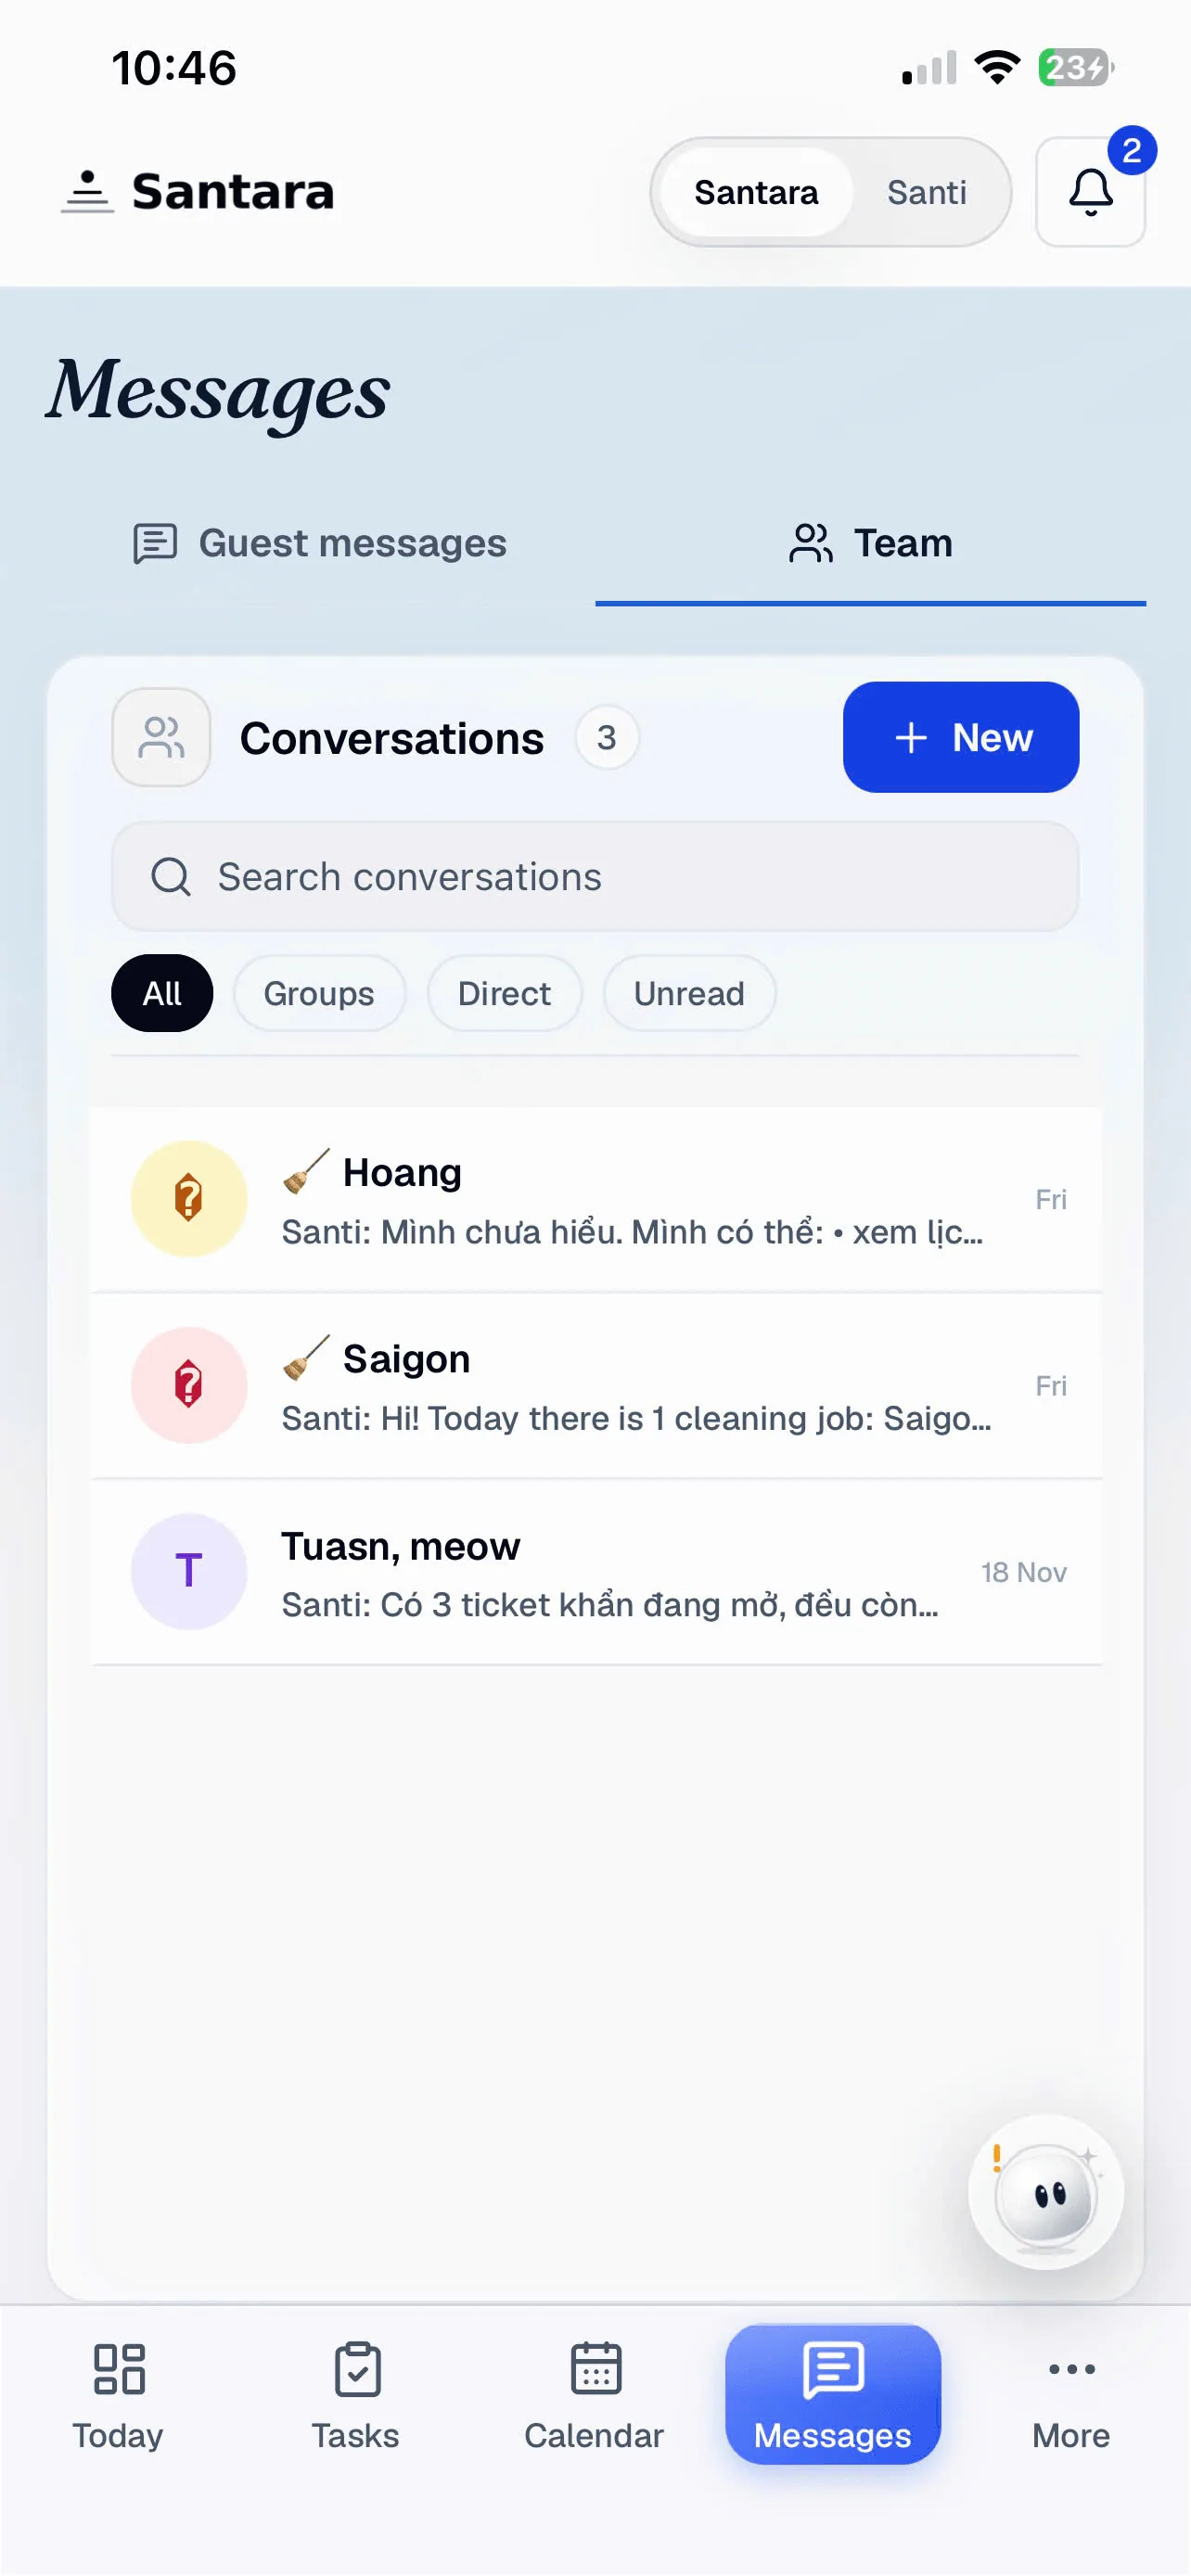 10:46
23
Santara
Santara
Santi
2
Messages
Guest messages
Team
Conversations
3
+ New
Search conversations
All
Groups
Direct
Unread
🧹 Hoang
Fri
Santi: Mình chưa hiểu. Mình có thể: • xem lịc...
🧹 Saigon
Fri
Santi: Hi! Today there is 1 cleaning job: Saigo...
T
Tuasn, meow
18 Nov
Santi: Có 3 ticket khẩn đang mở, đều còn...
!
Today
Tasks
Calendar
Messages
More